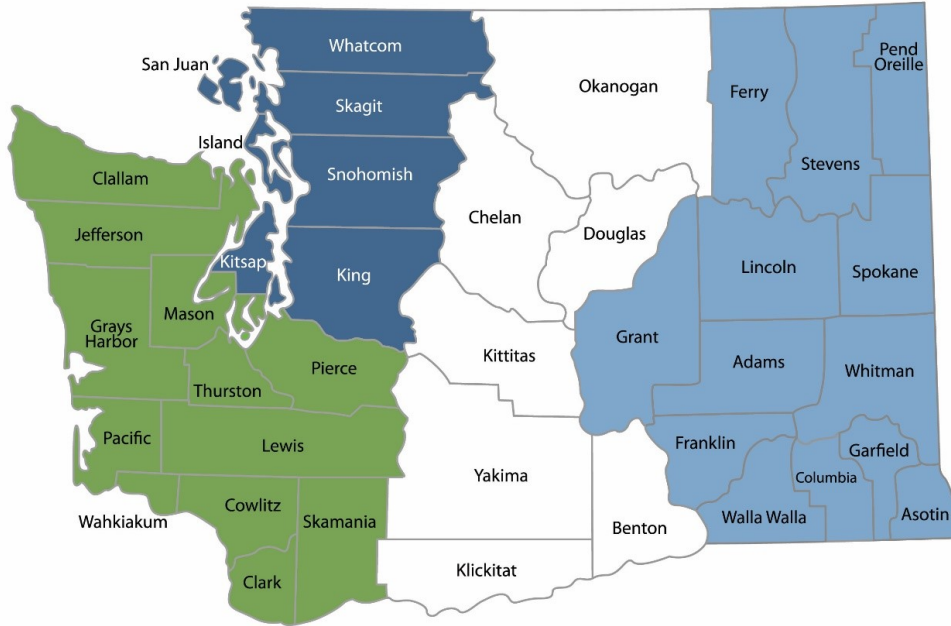 Whatcom
San Juan
Pend
Oreille
Okanogan
Ferry
Skagit
Island
Stevens
Snohomish
Clallam
Chelan
Douglas
Jefferson
Kitsap
King
Lincoln
Spokane
Mason
Grays
Harbor
Grant
Kittitas
Pierce
Adams
Whitman
Thurston
Pacific
Lewis
Franklin
Garfield
Yakima
Columbia
Cowlitz
Wahkiakum
Skamania
Walla Walla
Asotin
Benton
Klickitat
Clark